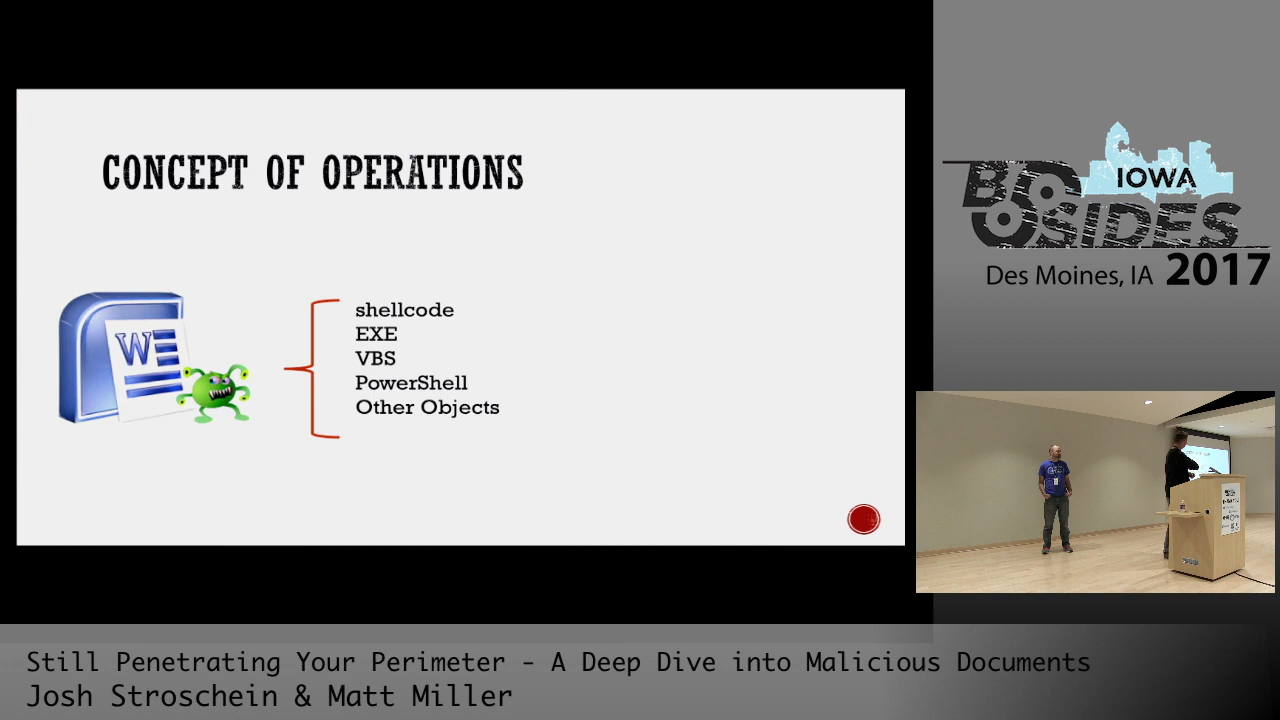 CONCEPT OF OPERATIONS
W
shellcode
EXE
VBS
PowerShell
Other Objects
IOWA
BSIDES
Des Moines, IA 2017
Still Penetrating Your Perimeter - A Deep Dive into Malicious Documents
Josh Stroschein & Matt Miller